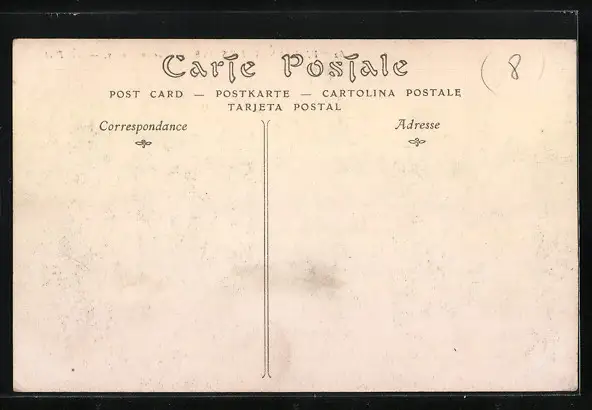 Carte Postale
(8)
POST CARD — POSTKARTE — CARTOLINA POSTALE
TARJETA POSTAL
Correspondance
Adresse